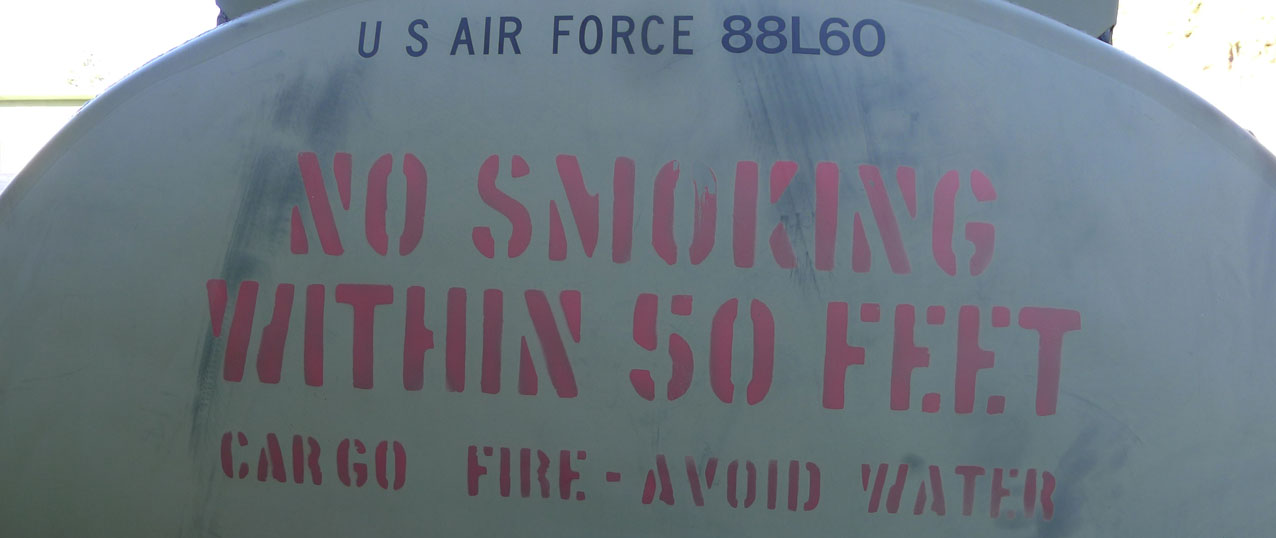 U S AIR FORCE 88L60
NO SMOKING
WITHIN 50 FEET
CARGO FIRE - AVOID WATER